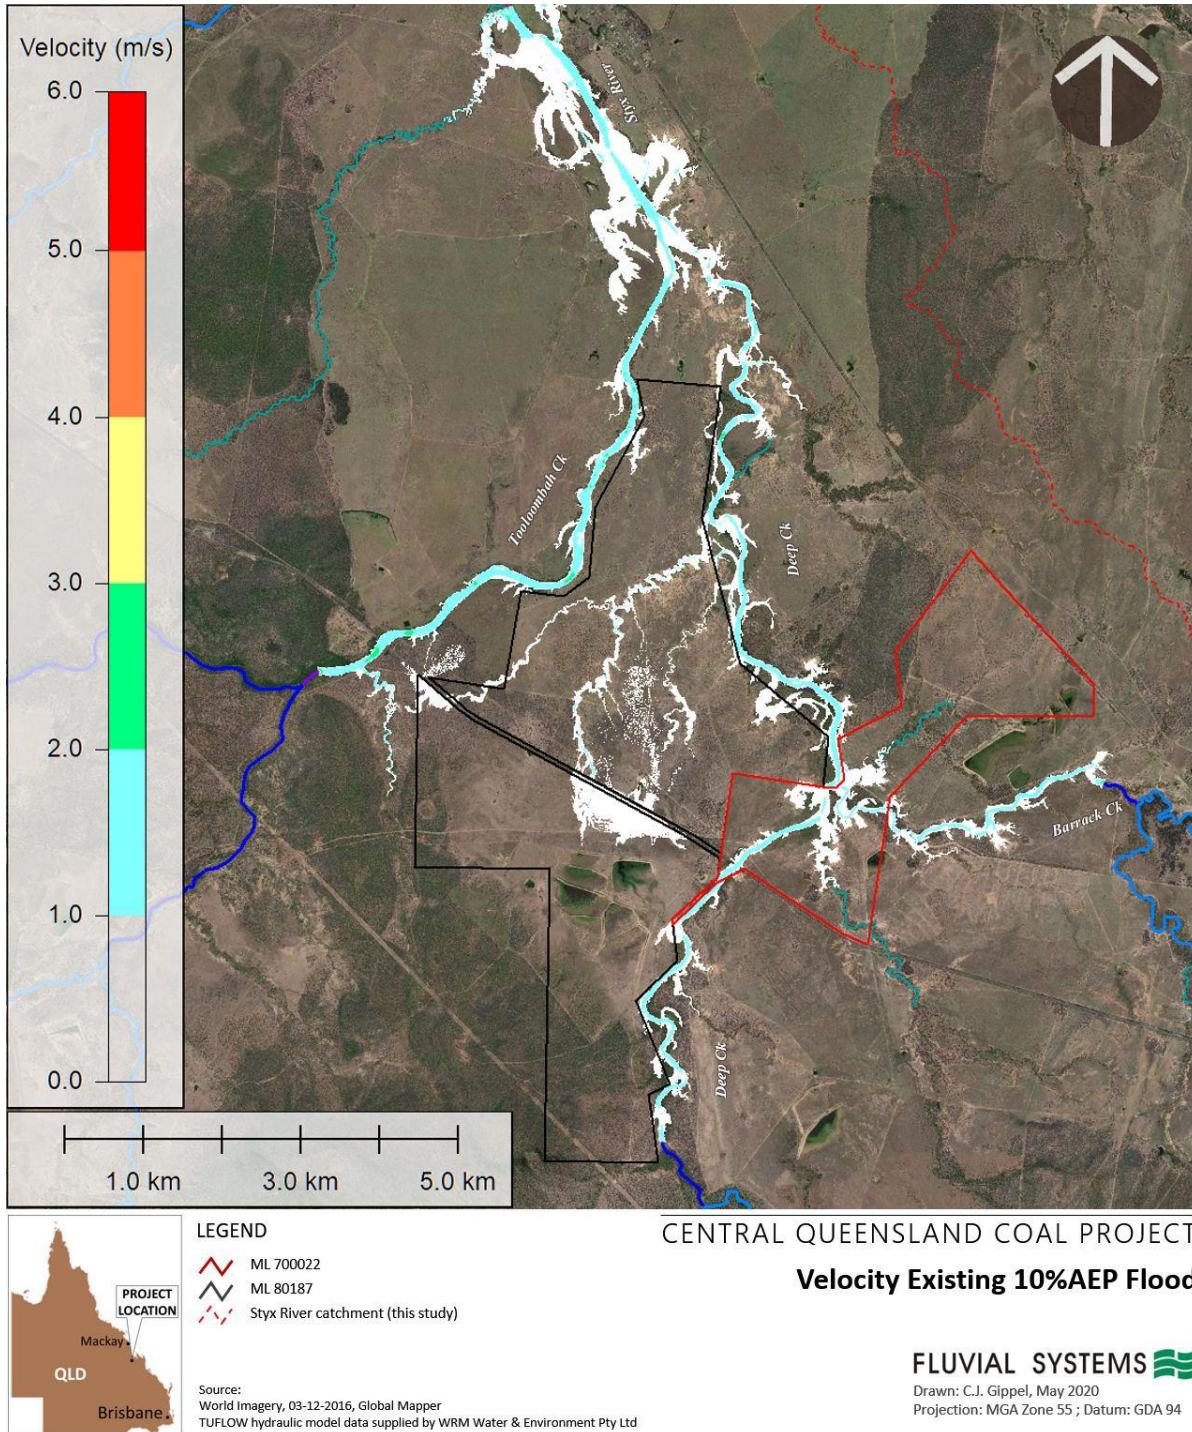 Velocity (m/s)
6.0
5.0
4.0
3.0
2.0
1.0
0.0
Styx River
Tooloombah Ck
Deep Ck
Barrack Ck
Deep Ck
1.0 km 3.0 km 5.0 km
PROJECT
LOCATION
Mackay
QLD
Brisbane
LEGEND
ML 700022
ML 80187
Styx River catchment (this study)
Source:
World Imagery, 03-12-2016, Global Mapper
TUFLOW hydraulic model data supplied by WRM Water & Environment Pty Ltd
CENTRAL QUEENSLAND COAL PROJECT
Velocity Existing 10%AEP Flood
FLUVIAL SYSTEMS
Drawn: C.J. Gippel, May 2020
Projection: MGA Zone 55 ; Datum: GDA 94